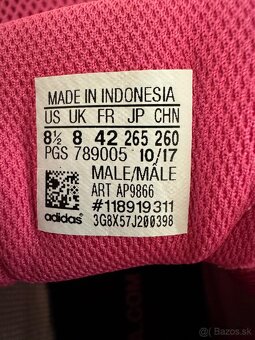 MADE IN INDONESIA
US UK FR JP CHN
8½ 8 42 265 260
PGS 789005 10/17
MALE/MÂLE
ART AP9866
#118919311
adidas® 3G8X57J200398
© Bazos.sk